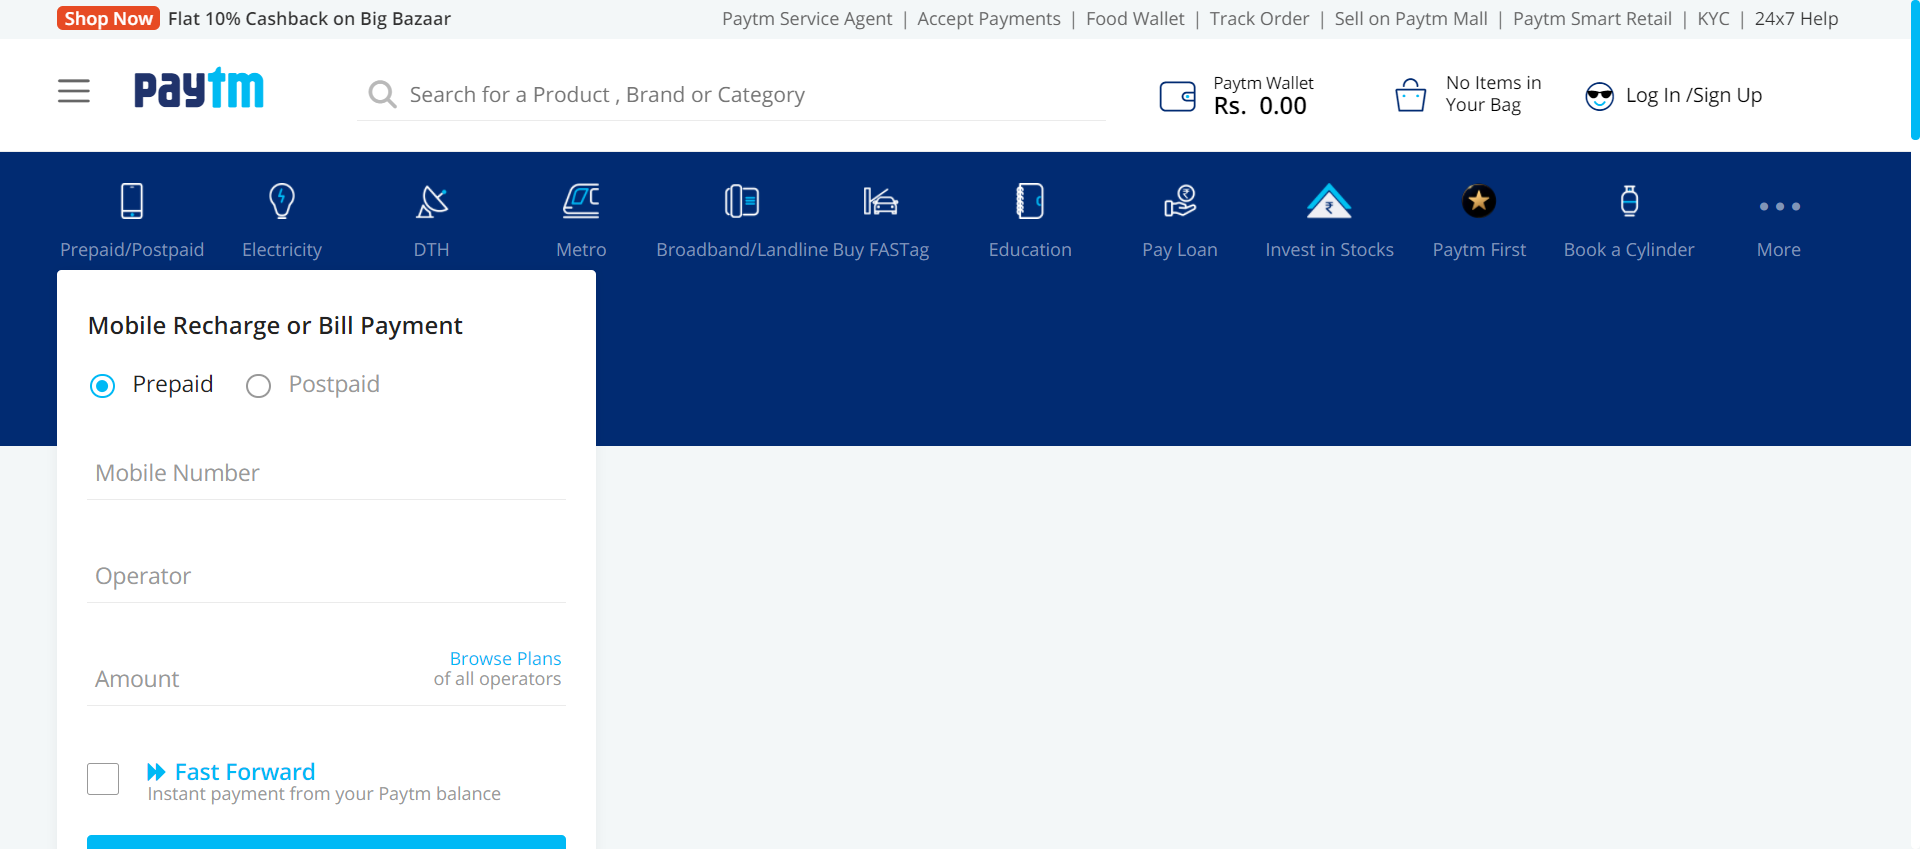 Shop Now Flat 10% Cashback on Big Bazaar
Paytm Service Agent | Accept Payments | Food Wallet | Track Order | Sell on Paytm Mall | Paytm Smart Retail | KYC | 24x7 Help
paytm
Search for a Product , Brand or Category
Paytm Wallet
Rs. 0.00
No Items in
Your Bag
Log In /Sign Up
Prepaid/Postpaid Electricity DTH Metro Broadband/Landline Buy FASTag Education Pay Loan Invest in Stocks Paytm First Book a Cylinder More
Mobile Recharge or Bill Payment
Prepaid Postpaid
Mobile Number
Operator
Amount
Browse Plans
of all operators
Fast Forward
Instant payment from your Paytm balance